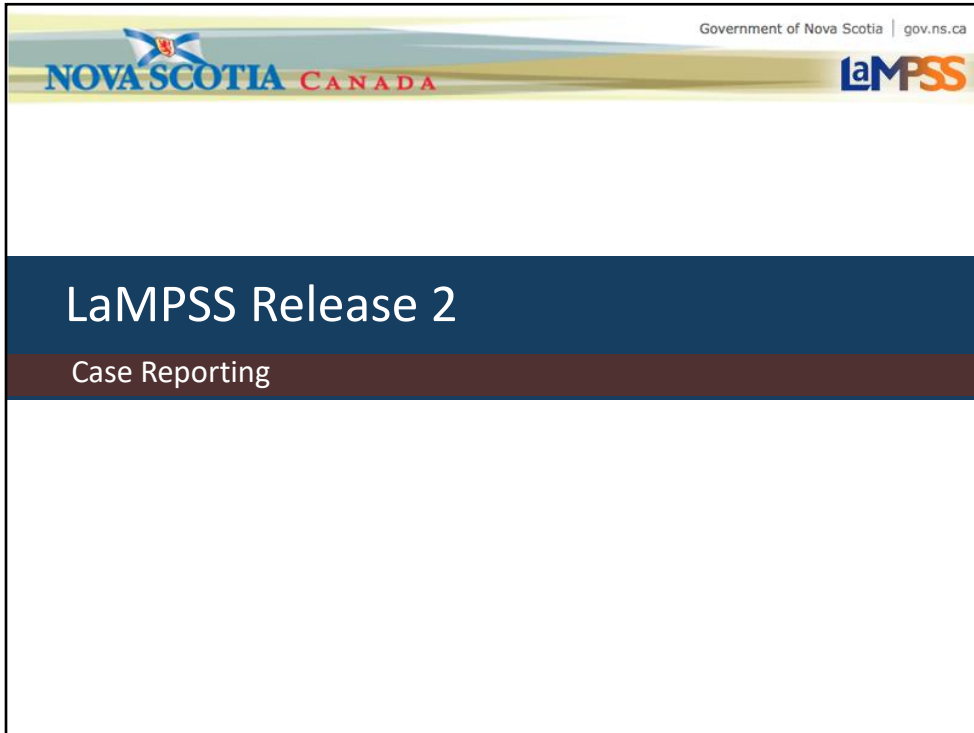 Government of Nova Scotia | gov.ns.ca
NOVA SCOTIA CANADA
LaMPSS
LaMPSS Release 2
Case Reporting